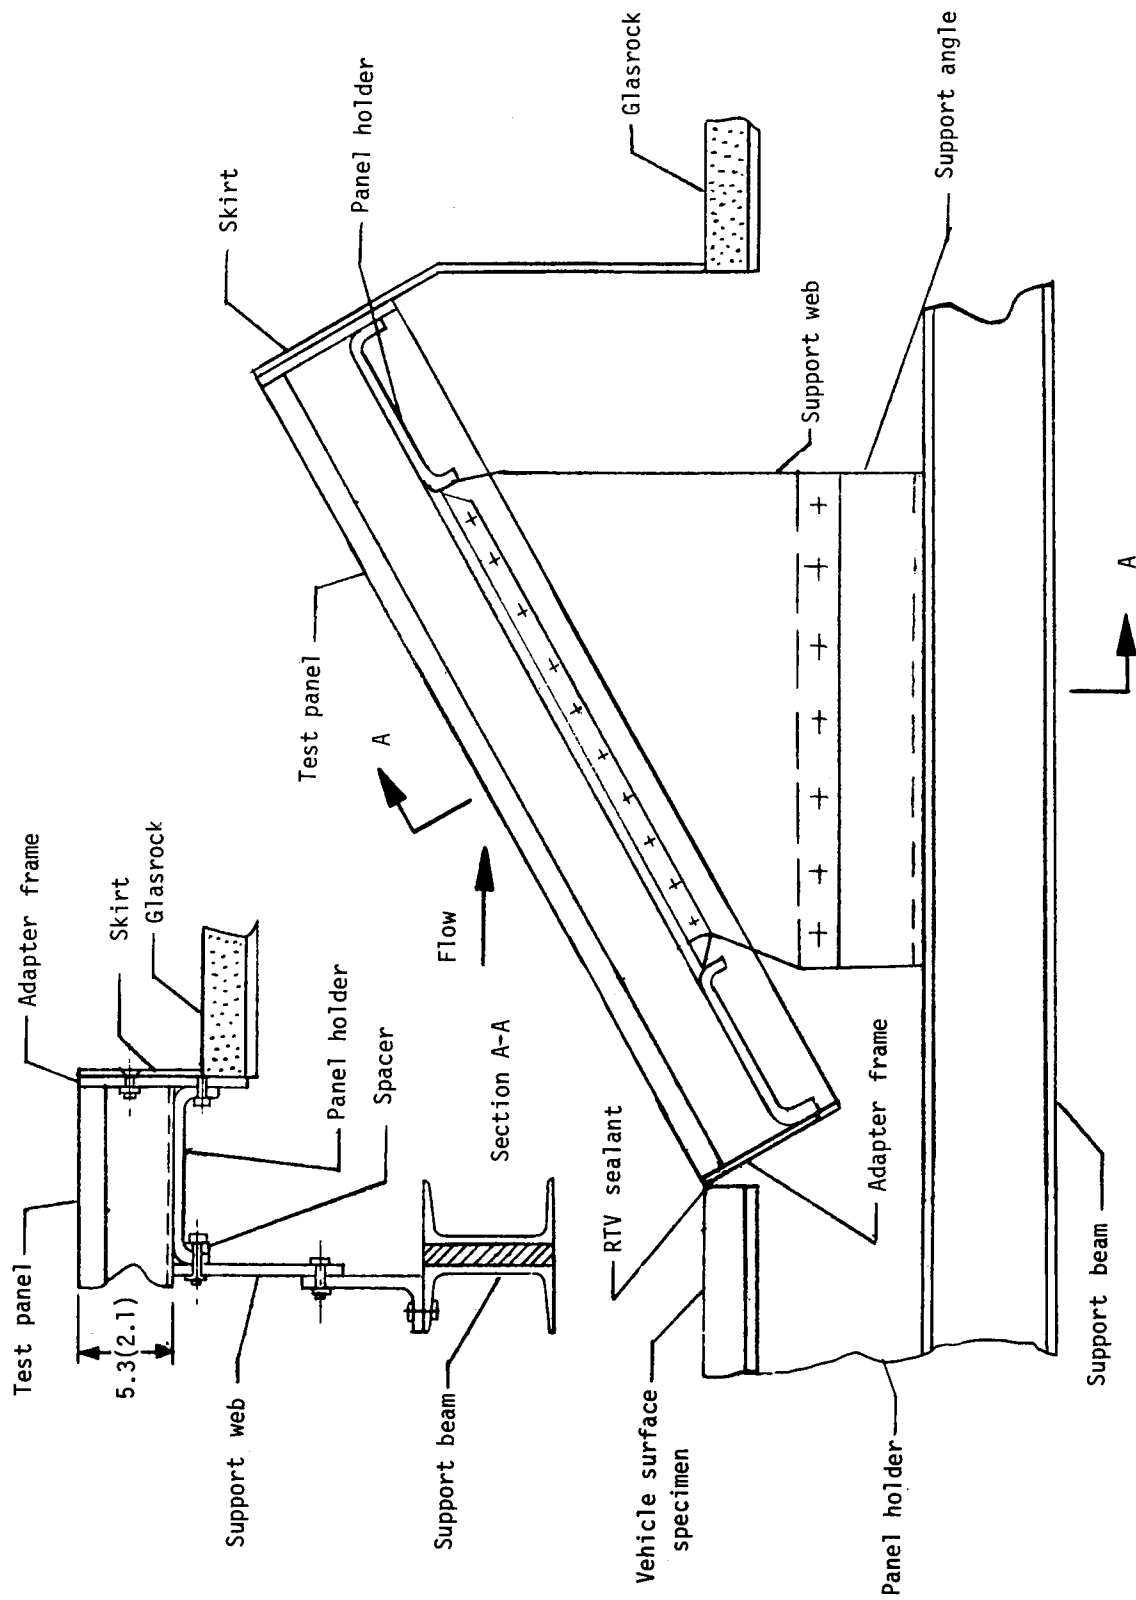 Test panel
5.3(2.1)
Adapter frame
Skirt
Glasrock
Panel holder
Spacer
Support web
Support beam
Section A-A
Flow
A
Test panel
Skirt
Panel holder
Glasrock
Support web
Support angle
A
RTV sealant
Adapter frame
Vehicle surface
specimen
Panel holder
Support beam